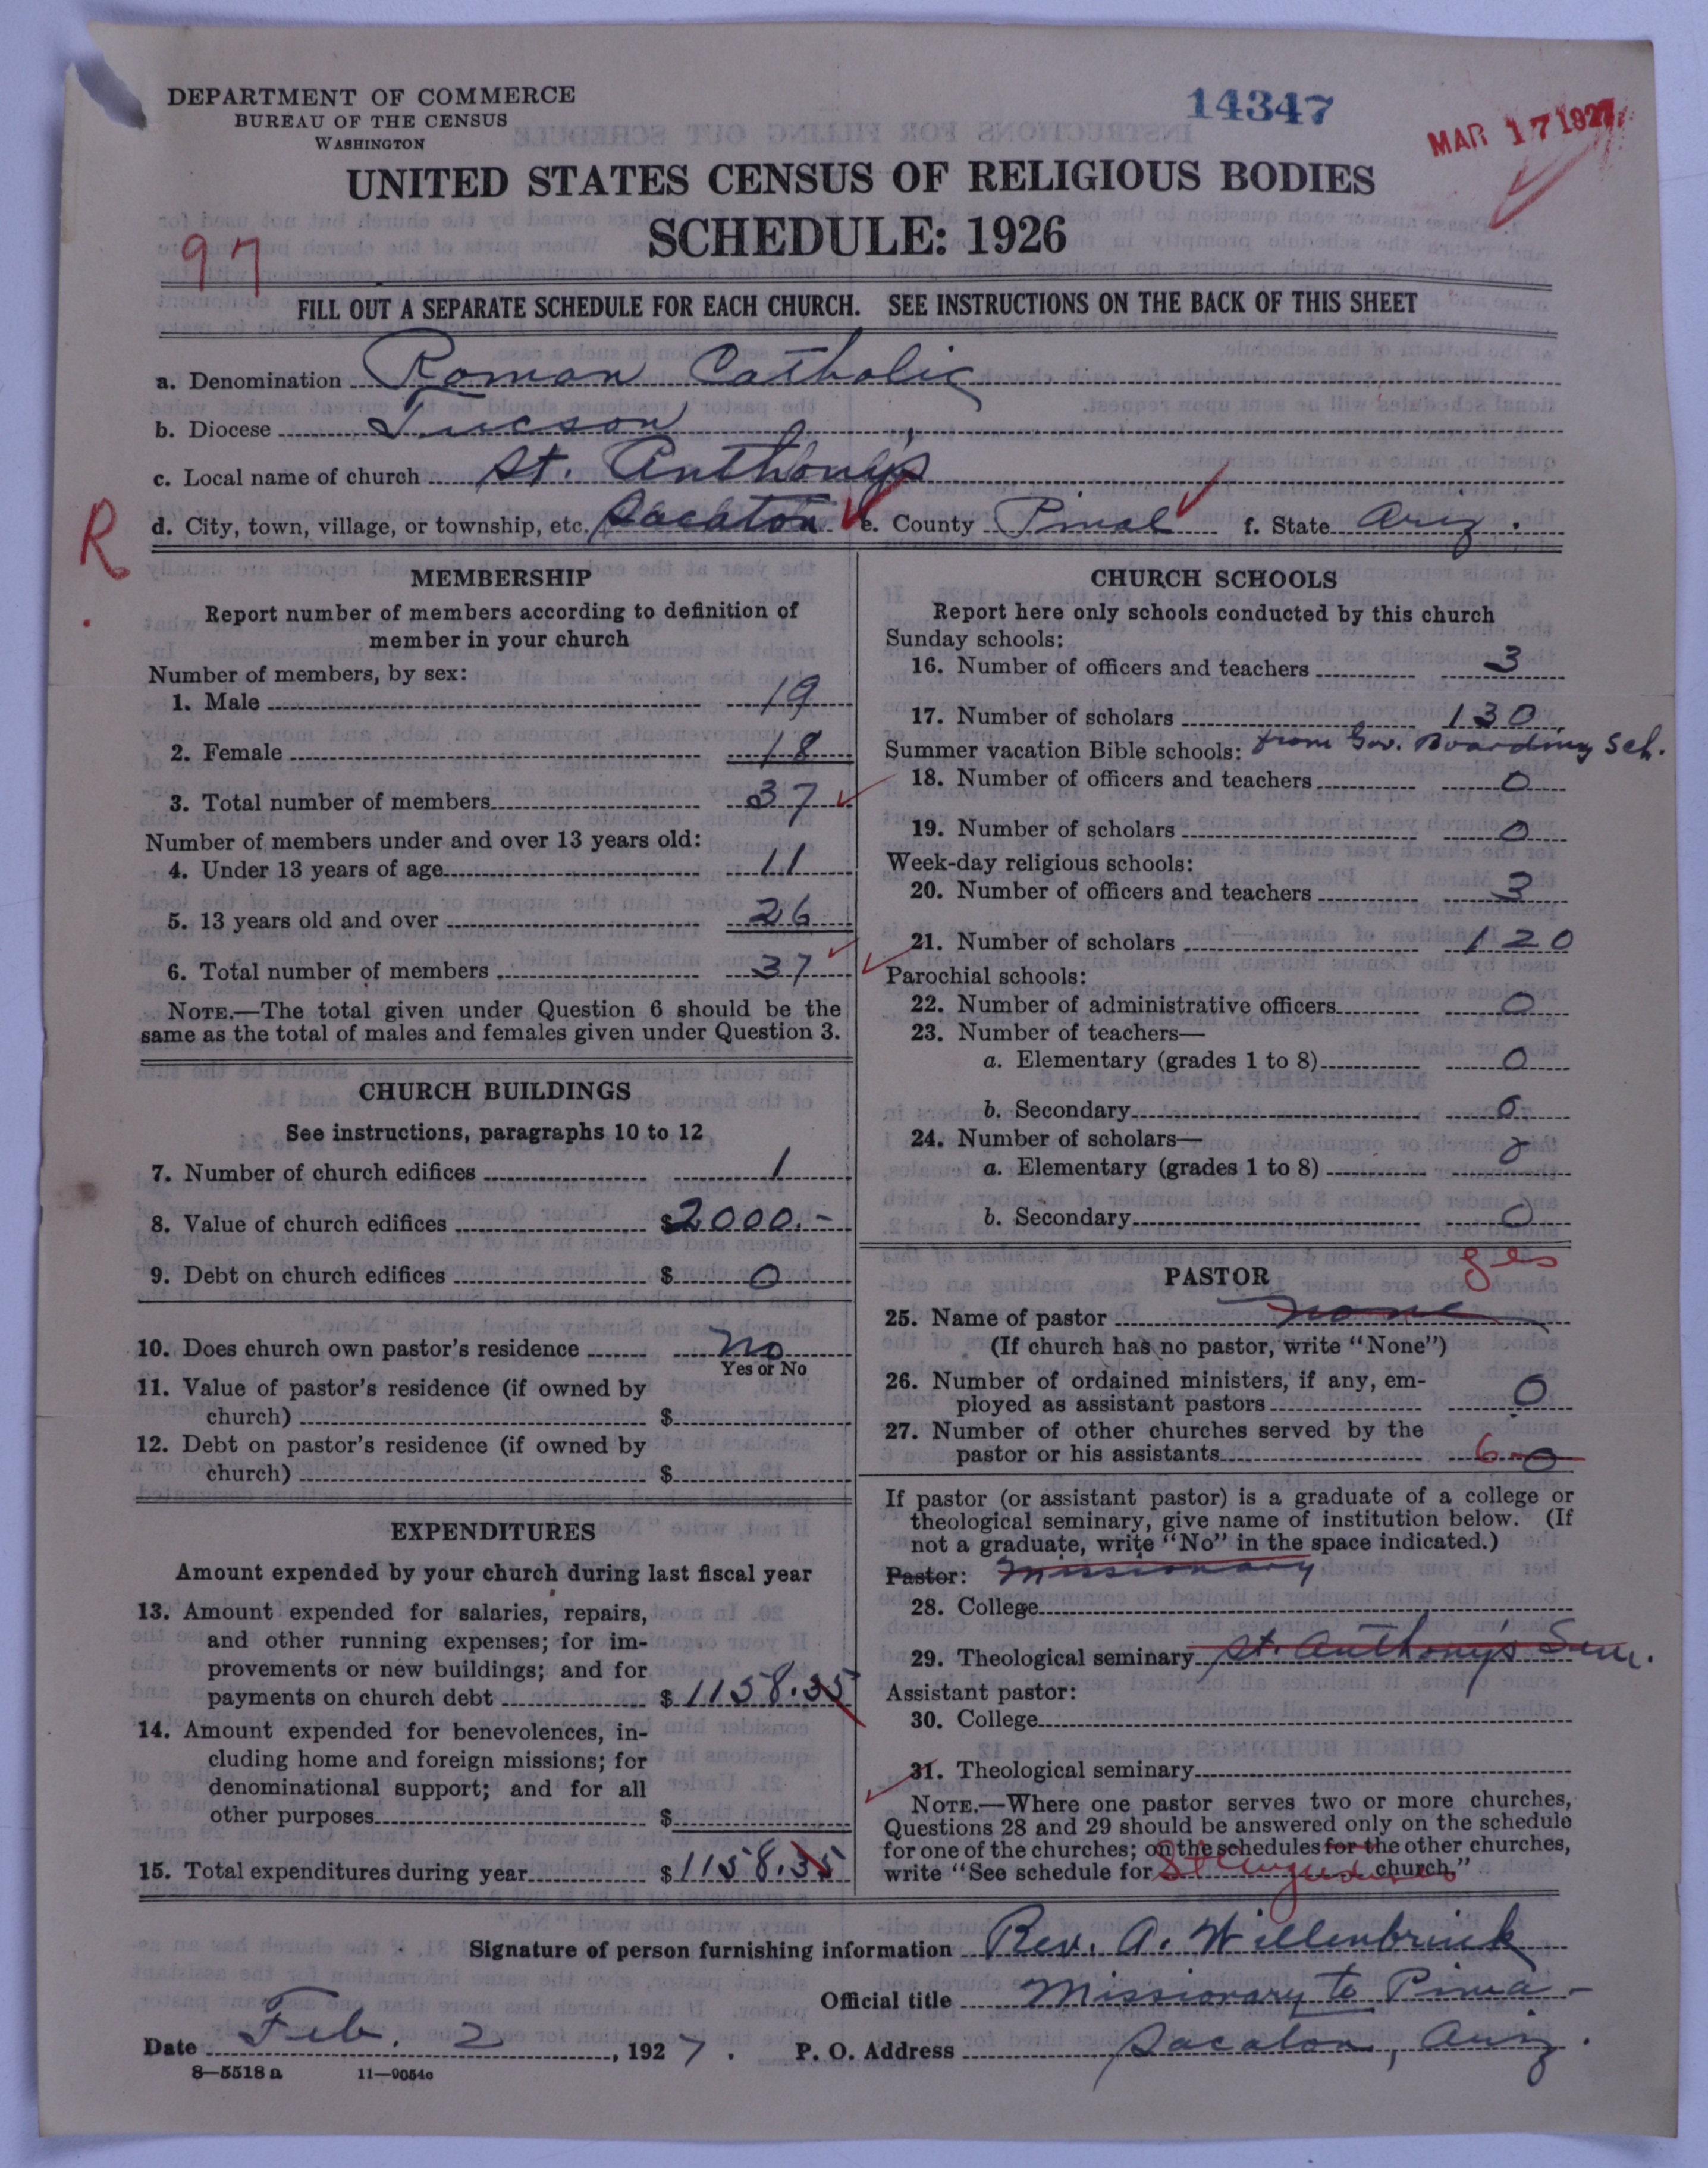 DEPARTMENT OF COMMERCE
BUREAU OF THE CENSUS
WASHINGTON
14347
MAR 17 1927
UNITED STATES CENSUS OF RELIGIOUS BODIES
SCHEDULE: 1926
97
FILL OUT A SEPARATE SCHEDULE FOR EACH CHURCH. SEE INSTRUCTIONS ON THE BACK OF THIS SHEET
a. Denomination Roman Catholic
b. Diocese Tucson
c. Local name of church St. Anthony's
R
d. City, town, village, or township, etc. Sacaton e. County Pinal f. State Ariz.
MEMBERSHIP
Report number of members according to definition of
member in your church
Number of members, by sex:
1. Male 19
2. Female 18
3. Total number of members 37
Number of members under and over 13 years old:
4. Under 13 years of age 11
5. 13 years old and over 26
6. Total number of members 37
NOTE.—The total given under Question 6 should be the
same as the total of males and females given under Question 3.
CHURCH BUILDINGS
See instructions, paragraphs 10 to 12
7. Number of church edifices 1
8. Value of church edifices $2000.-
9. Debt on church edifices $ 0
10. Does church own pastor's residence No
Yes or No
11. Value of pastor's residence (if owned by
church) $
12. Debt on pastor's residence (if owned by
church) $
EXPENDITURES
Amount expended by your church during last fiscal year
13. Amount expended for salaries, repairs,
and other running expenses; for im-
provements or new buildings; and for
payments on church debt $ 1158.35
14. Amount expended for benevolences, in-
cluding home and foreign missions; for
denominational support; and for all
other purposes $
15. Total expenditures during year $ 1158.35
CHURCH SCHOOLS
Report here only schools conducted by this church
Sunday schools:
16. Number of officers and teachers 3
17. Number of scholars 130
Summer vacation Bible schools: from Gov. Boarding Sch.
18. Number of officers and teachers 0
19. Number of scholars 0
Week-day religious schools:
20. Number of officers and teachers 3
21. Number of scholars 120
Parochial schools:
22. Number of administrative officers 0
23. Number of teachers—
a. Elementary (grades 1 to 8) 0
b. Secondary 0
24. Number of scholars—
a. Elementary (grades 1 to 8) 0
b. Secondary 0
PASTOR
25. Name of pastor none
(If church has no pastor, write "None")
26. Number of ordained ministers, if any, em-
ployed as assistant pastors 0
27. Number of other churches served by the
pastor or his assistants 6 0
If pastor (or assistant pastor) is a graduate of a college or
theological seminary, give name of institution below. (If
not a graduate, write "No" in the space indicated.)
Pastor: Missionary
28. College
29. Theological seminary St. Anthony's Sem.
Assistant pastor:
30. College
31. Theological seminary
NOTE.—Where one pastor serves two or more churches,
Questions 28 and 29 should be answered only on the schedule
for one of the churches; on the schedules for the other churches,
write "See schedule for church."
Signature of person furnishing information Rev. A. Willenbrink
Official title Missionary to Pima-
Date Feb. 2, 1927. P. O. Address Sacaton, Ariz.
8—5518 a 11—9054c